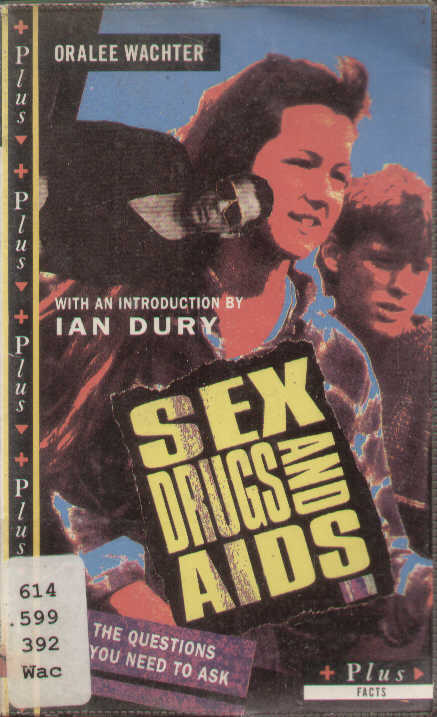 + Plus
+ Plus
+ Plus
+ Plus
ORALEE WACHTER
WITH AN INTRODUCTION BY
IAN DURY
SEX
DRUGS AND
AIDS
THE QUESTIONS
YOU NEED TO ASK
614
.599
392
Wac
+ Plus
FACTS